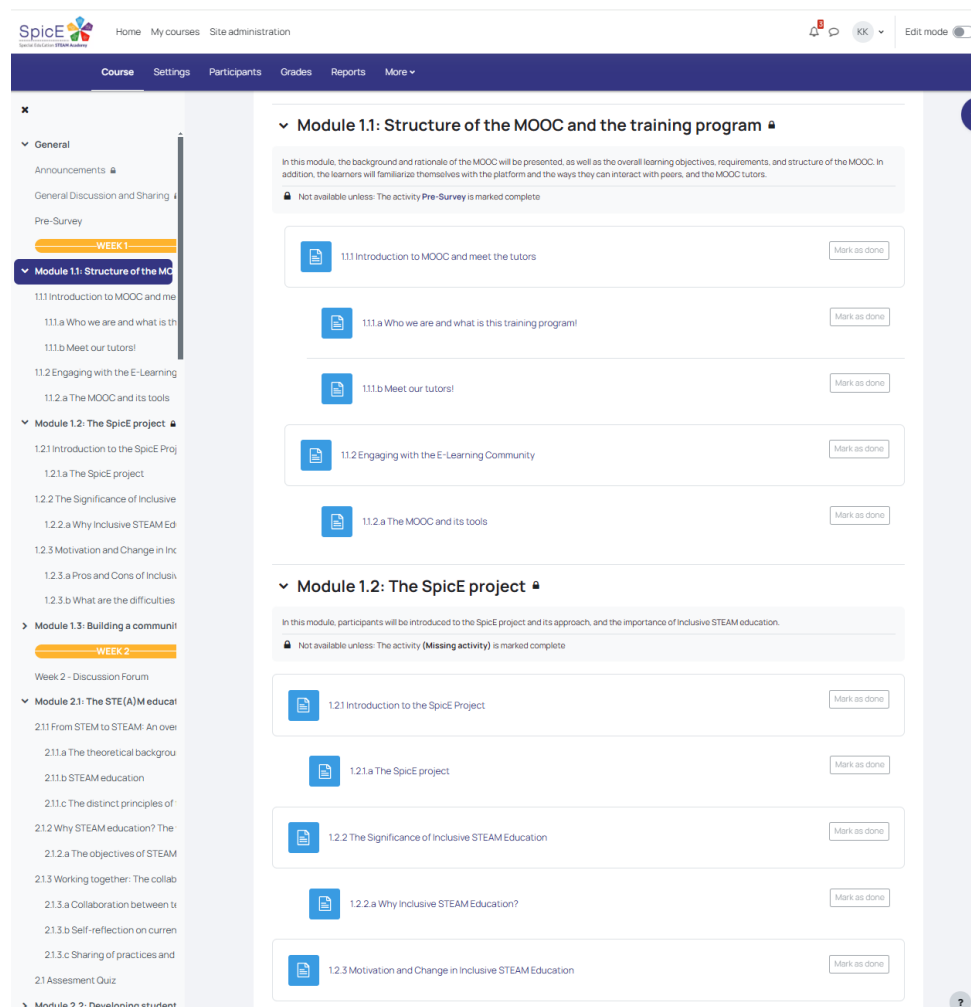 SpicE
Special Education STEAM Academy
Home My courses Site administration
3
KK
Edit mode
Course Settings Participants Grades Reports More
General
Announcements
General Discussion and Sharing
Pre-Survey
WEEK 1
Module 1.1: Structure of the MO
1.1.1 Introduction to MOOC and me
1.1.1.a Who we are and what is th
1.1.1.b Meet our tutors!
1.1.2 Engaging with the E-Learning
1.1.2.a The MOOC and its tools
Module 1.2: The SpicE project
1.2.1 Introduction to the SpicE Proj
1.2.1.a The SpicE project
1.2.2 The Significance of Inclusive
1.2.2.a Why Inclusive STEAM Ed
1.2.3 Motivation and Change in Inc
1.2.3.a Pros and Cons of Inclusiv
1.2.3.b What are the difficulties
Module 1.3: Building a communit
WEEK 2
Week 2 - Discussion Forum
Module 2.1: The STE(A)M educat
2.1.1 From STEM to STEAM: An over
2.1.1.a The theoretical backgrou
2.1.1.b STEAM education
2.1.1.c The distinct principles of
2.1.2 Why STEAM education? The
2.1.2.a The objectives of STEAM
2.1.3 Working together: The collab
2.1.3.a Collaboration between te
2.1.3.b Self-reflection on curren
2.1.3.c Sharing of practices and
2.1 Assesment Quiz
Module 2.2: Developing student
Module 1.1: Structure of the MOOC and the training program
In this module, the background and rationale of the MOOC will be presented, as well as the overall learning objectives, requirements, and structure of the MOOC. In
addition, the learners will familiarize themselves with the platform and the ways they can interact with peers, and the MOOC tutors.
Not available unless: The activity Pre-Survey is marked complete
1.1.1 Introduction to MOOC and meet the tutors
Mark as done
1.1.1.a Who we are and what is this training program!
Mark as done
1.1.1.b Meet our tutors!
Mark as done
1.1.2 Engaging with the E-Learning Community
Mark as done
1.1.2.a The MOOC and its tools
Mark as done
Module 1.2: The SpicE project
In this module, participants will be introduced to the SpicE project and its approach, and the importance of Inclusive STEAM education.
Not available unless: The activity (Missing activity) is marked complete
1.2.1 Introduction to the SpicE Project
Mark as done
1.2.1.a The SpicE project
Mark as done
1.2.2 The Significance of Inclusive STEAM Education
Mark as done
1.2.2.a Why Inclusive STEAM Education?
Mark as done
1.2.3 Motivation and Change in Inclusive STEAM Education
Mark as done
?